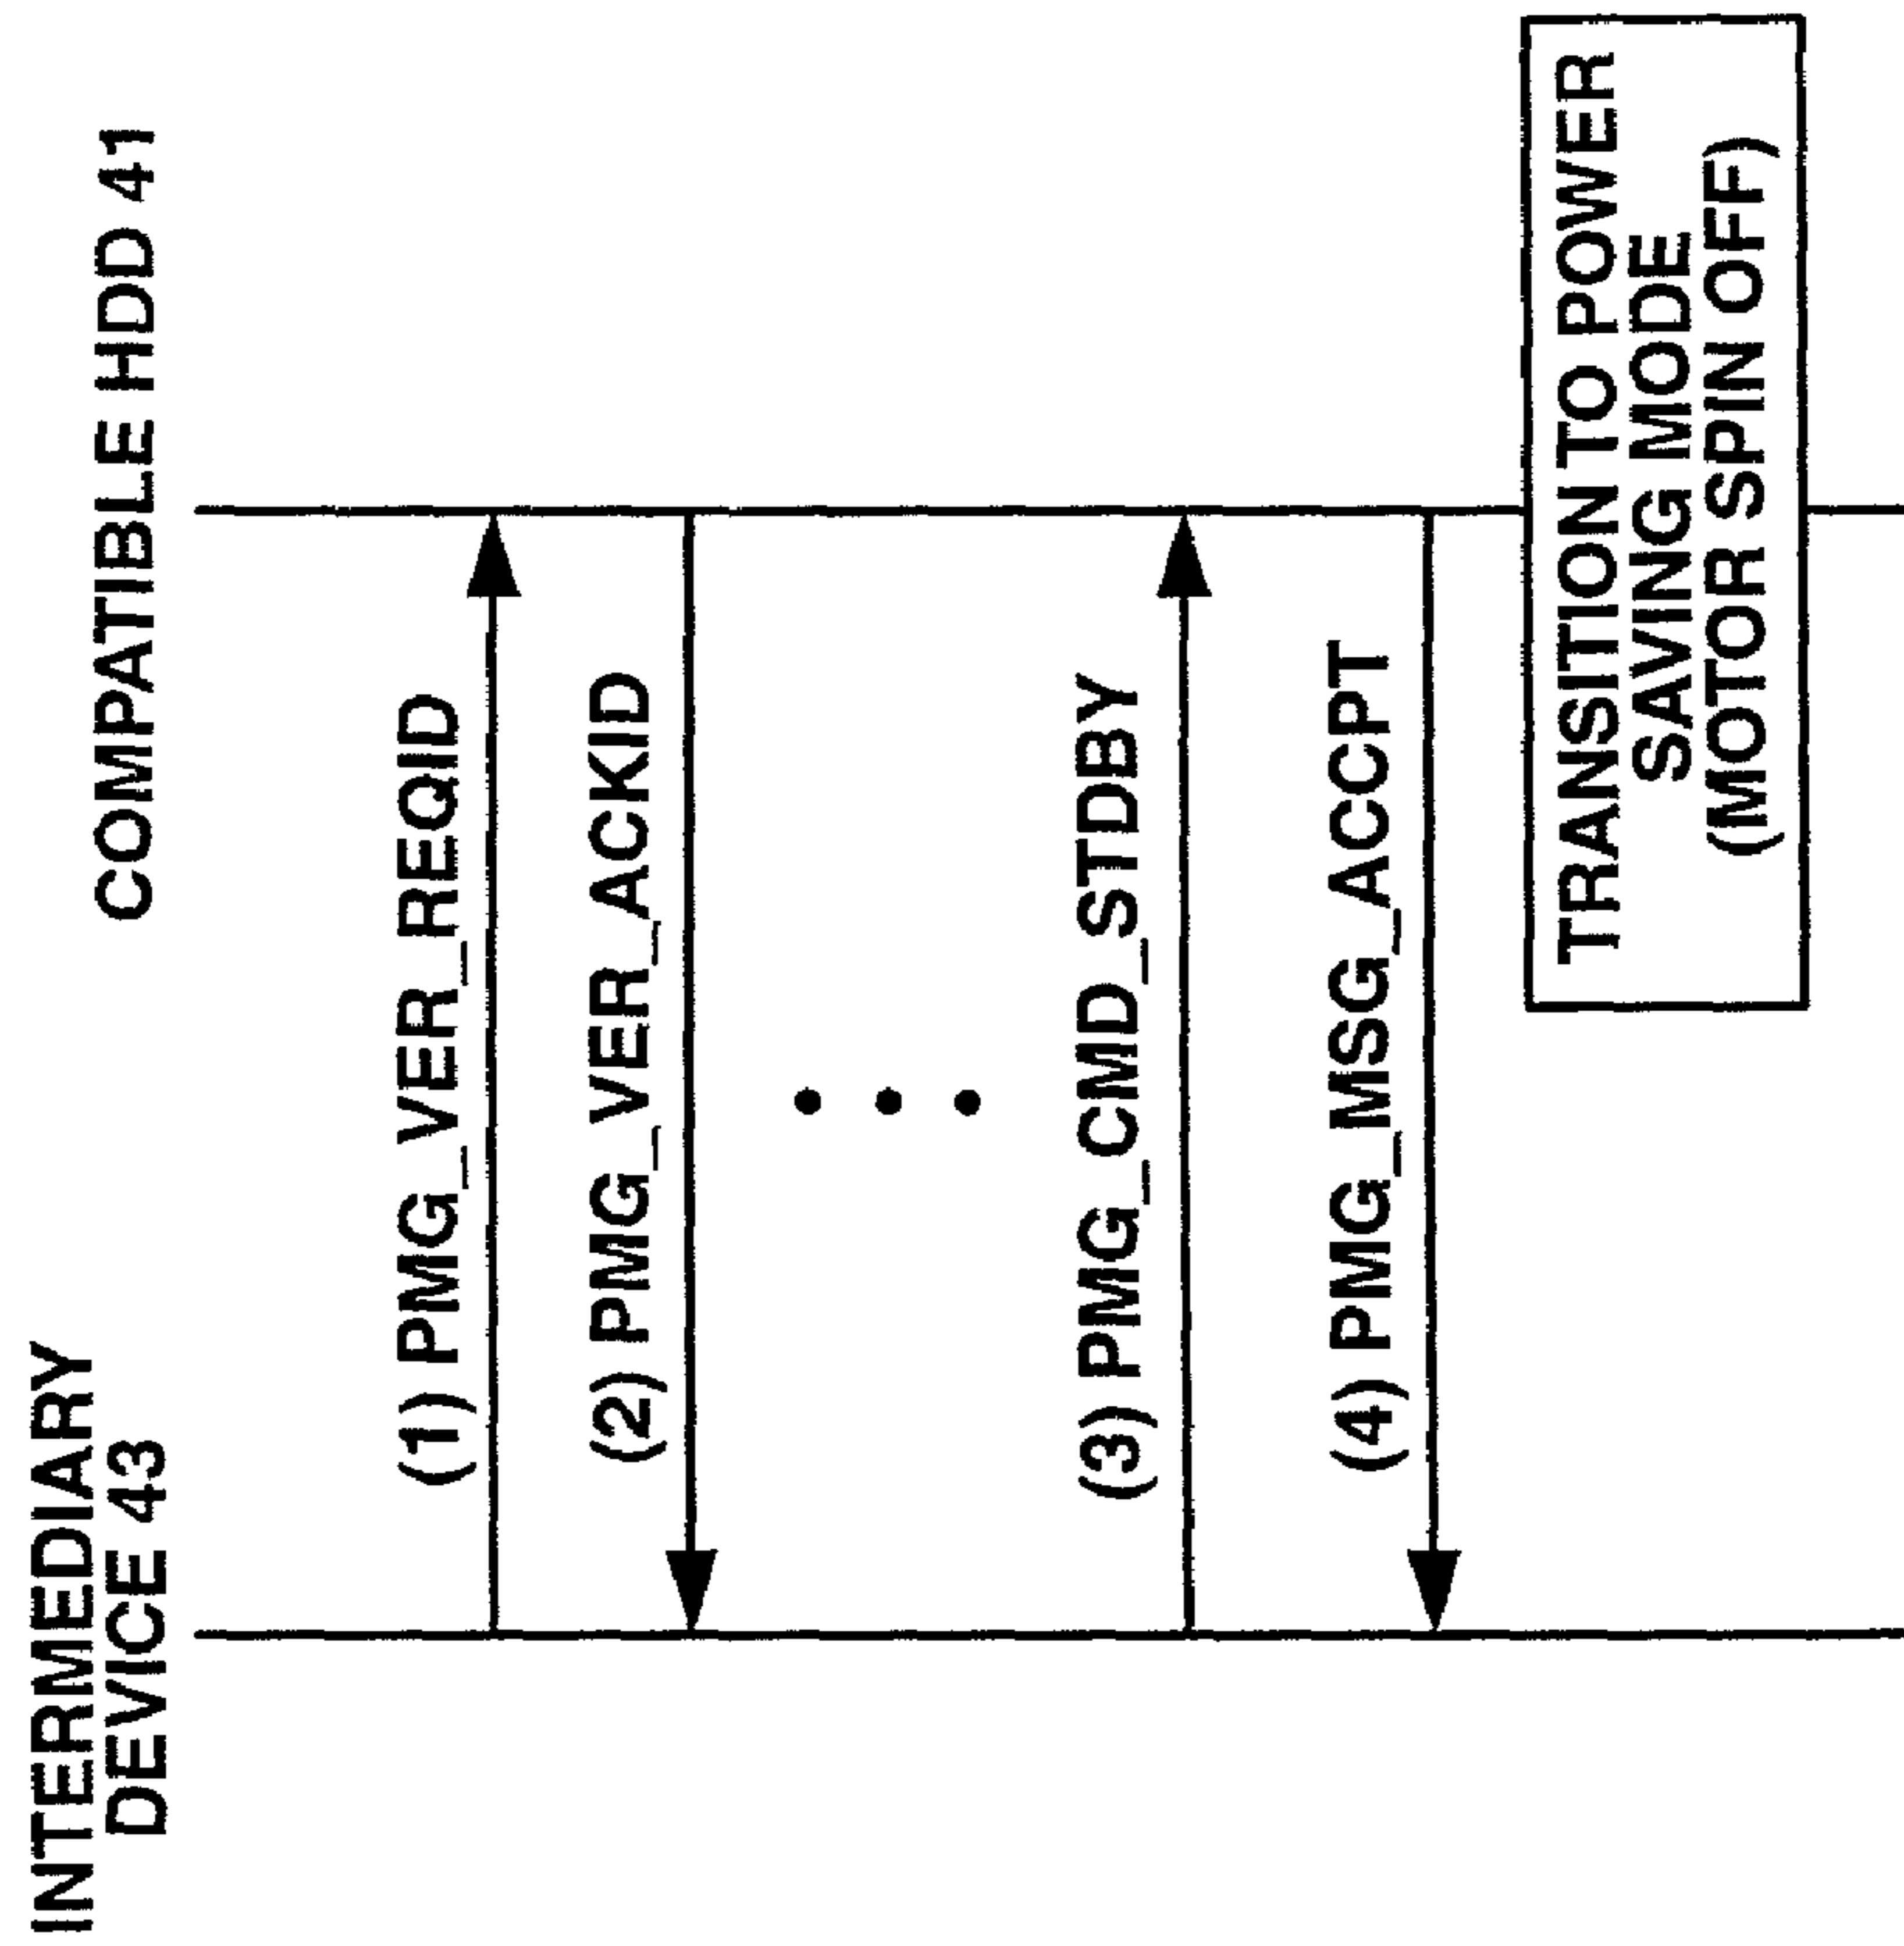 INTERMEDIARY
DEVICE 43
COMPATIBLE HDD 41
(1) PMG_VER_REQID
(2) PMG_VER_ACKID
(3) PMG_CMD_STDBY
(4) PMG_MSG_ACCPT
TRANSITION TO POWER
SAVING MODE
(MOTOR SPIN OFF)